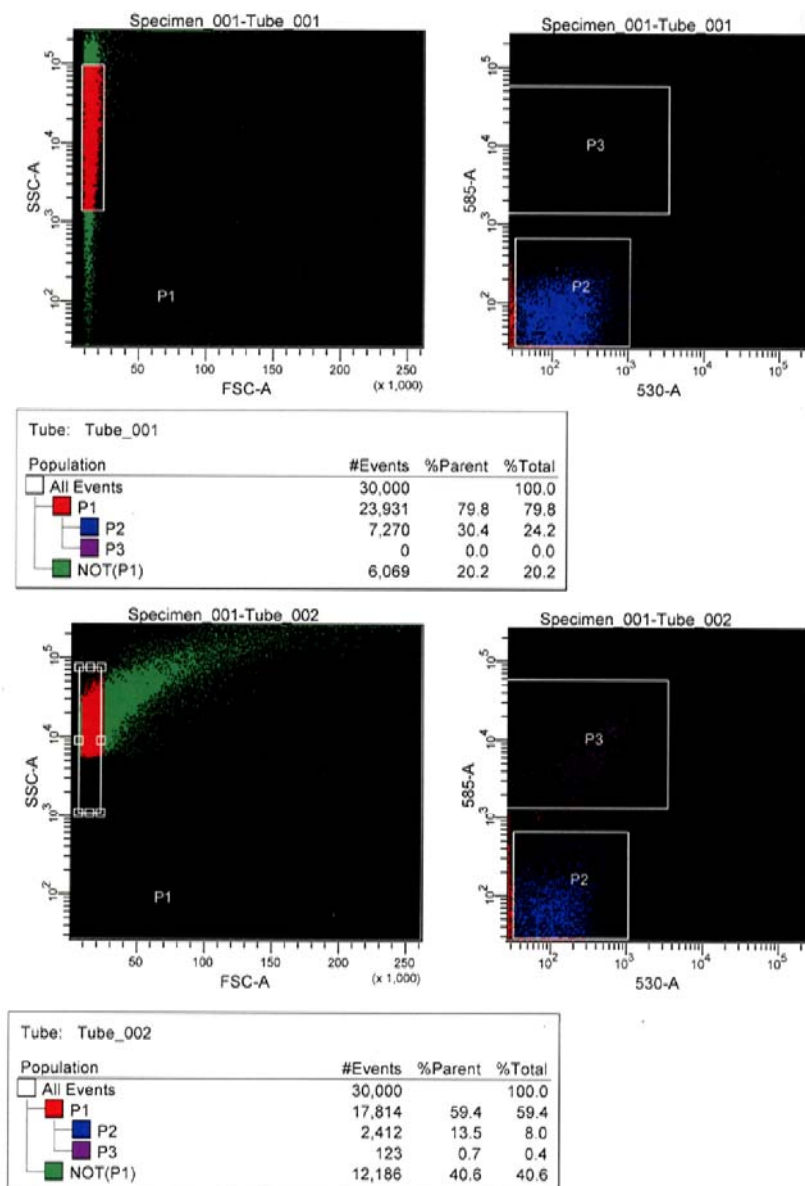 Specimen_001-Tube_001
SSC-A
10^5
10^4
10^3
10^2
P1
50 100 150 200 250
(x 1,000)
FSC-A
Specimen_001-Tube_001
585-A
10^5
10^4
10^3
10^2
P3
P2
10^2 10^3 10^4 10^5
530-A
Tube: Tube_001
Population #Events %Parent %Total
All Events 30,000 100.0
P1 23,931 79.8 79.8
P2 7,270 30.4 24.2
P3 0 0.0 0.0
NOT(P1) 6,069 20.2 20.2
Specimen_001-Tube_002
SSC-A
10^5
10^4
10^3
10^2
P1
50 100 150 200 250
(x 1,000)
FSC-A
Specimen_001-Tube_002
585-A
10^5
10^4
10^3
10^2
P3
P2
10^2 10^3 10^4 10^5
530-A
Tube: Tube_002
Population #Events %Parent %Total
All Events 30,000 100.0
P1 17,814 59.4 59.4
P2 2,412 13.5 8.0
P3 123 0.7 0.4
NOT(P1) 12,186 40.6 40.6